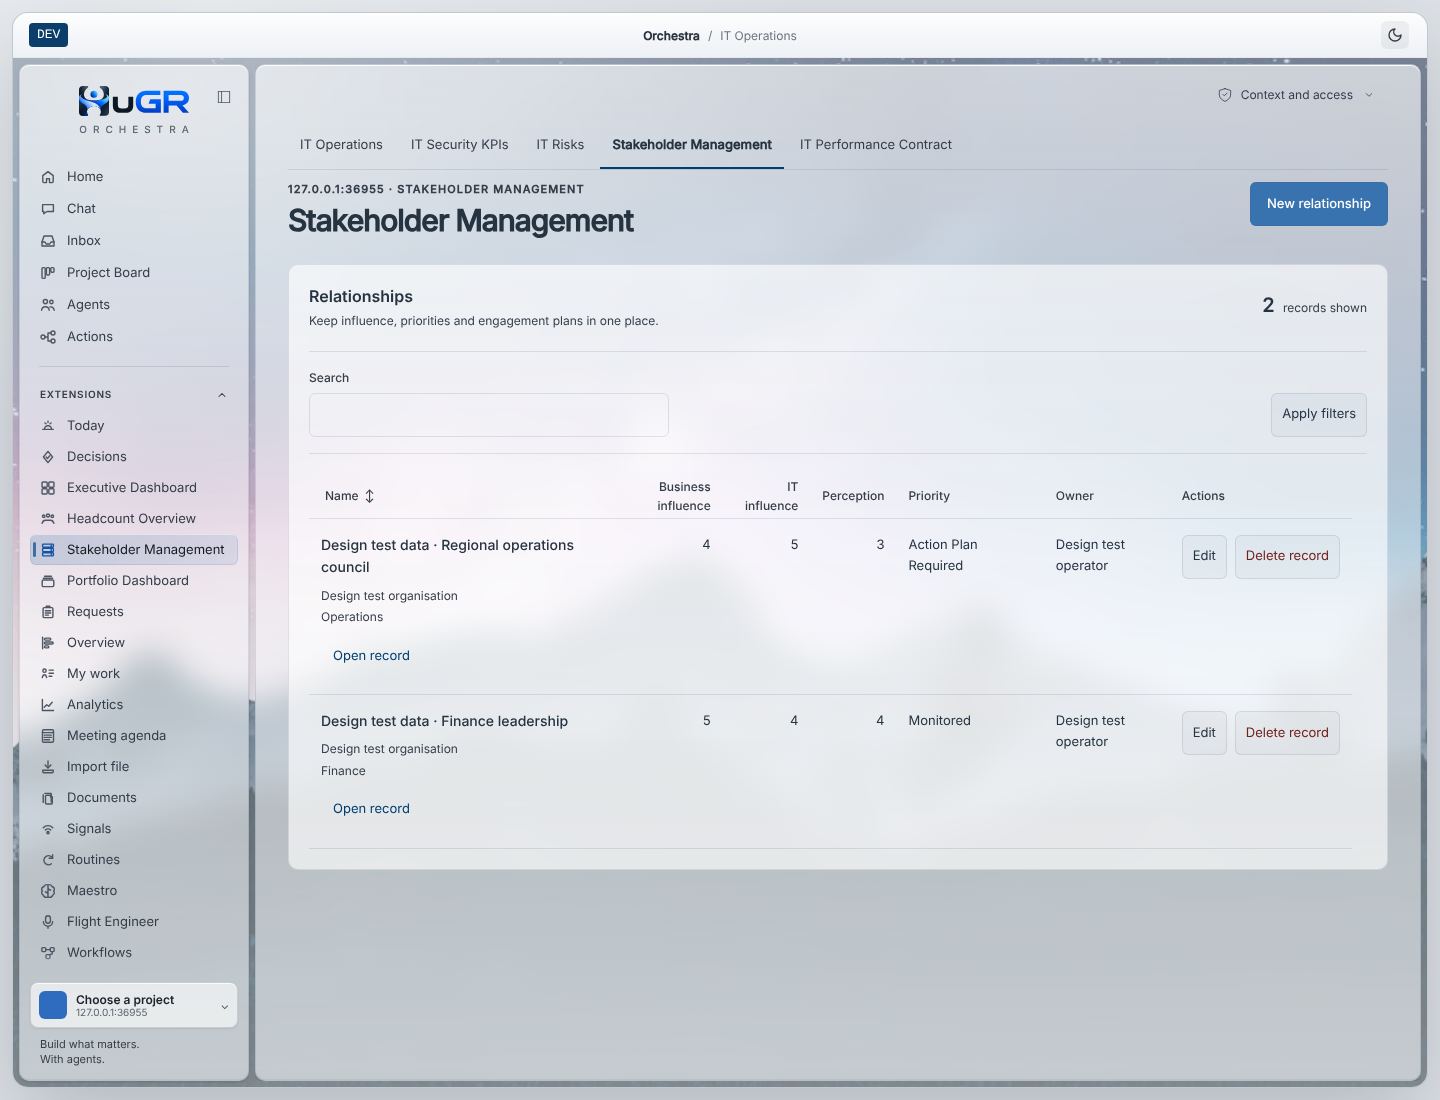 DEV
Orchestra / IT Operations
HuGR
ORCHESTRA
Home
Chat
Inbox
Project Board
Agents
Actions
EXTENSIONS
Today
Decisions
Executive Dashboard
Headcount Overview
Stakeholder Management
Portfolio Dashboard
Requests
Overview
My work
Analytics
Meeting agenda
Import file
Documents
Signals
Routines
Maestro
Flight Engineer
Workflows
Choose a project
127.0.0.1:36955
Build what matters.
With agents.
Context and access
IT Operations
IT Security KPIs
IT Risks
Stakeholder Management
IT Performance Contract
127.0.0.1:36955 · STAKEHOLDER MANAGEMENT
Stakeholder Management
New relationship
Relationships
Keep influence, priorities and engagement plans in one place.
2 records shown
Search
Apply filters
Name
Business
influence
IT
influence
Perception
Priority
Owner
Actions
Design test data · Regional operations
council
Design test organisation
Operations
Open record
4
5
3
Action Plan
Required
Design test
operator
Edit
Delete record
Design test data · Finance leadership
Design test organisation
Finance
Open record
5
4
4
Monitored
Design test
operator
Edit
Delete record